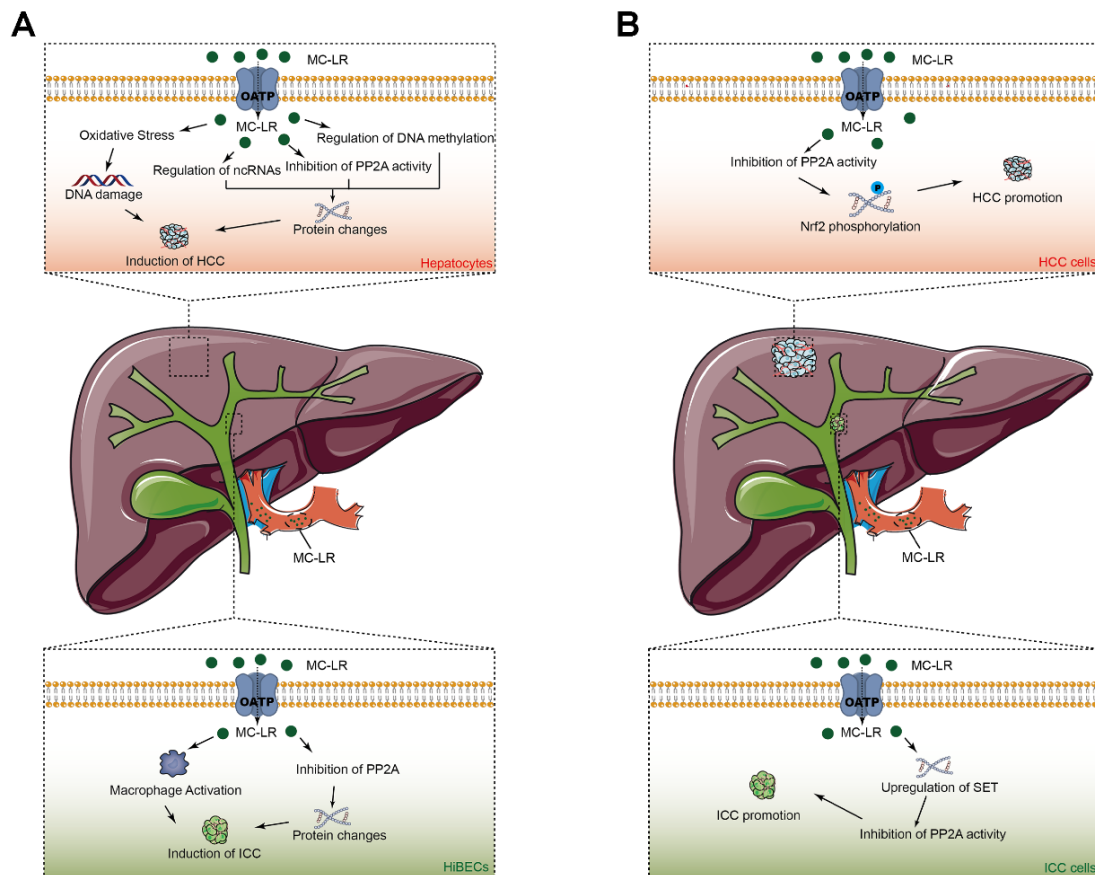 A
MC-LR
OATP
MC-LR
Oxidative Stress
Regulation of DNA methylation
Regulation of ncRNAs
Inhibition of PP2A activity
DNA damage
Protein changes
Induction of HCC
Hepatocytes
MC-LR
MC-LR
OATP
MC-LR
Inhibition of PP2A
Macrophage Activation
Protein changes
Induction of ICC
HiBECs
B
MC-LR
OATP
MC-LR
Inhibition of PP2A activity
P
HCC promotion
Nrf2 phosphorylation
HCC cells
MC-LR
MC-LR
OATP
MC-LR
Upregulation of SET
ICC promotion
Inhibition of PP2A activity
ICC cells